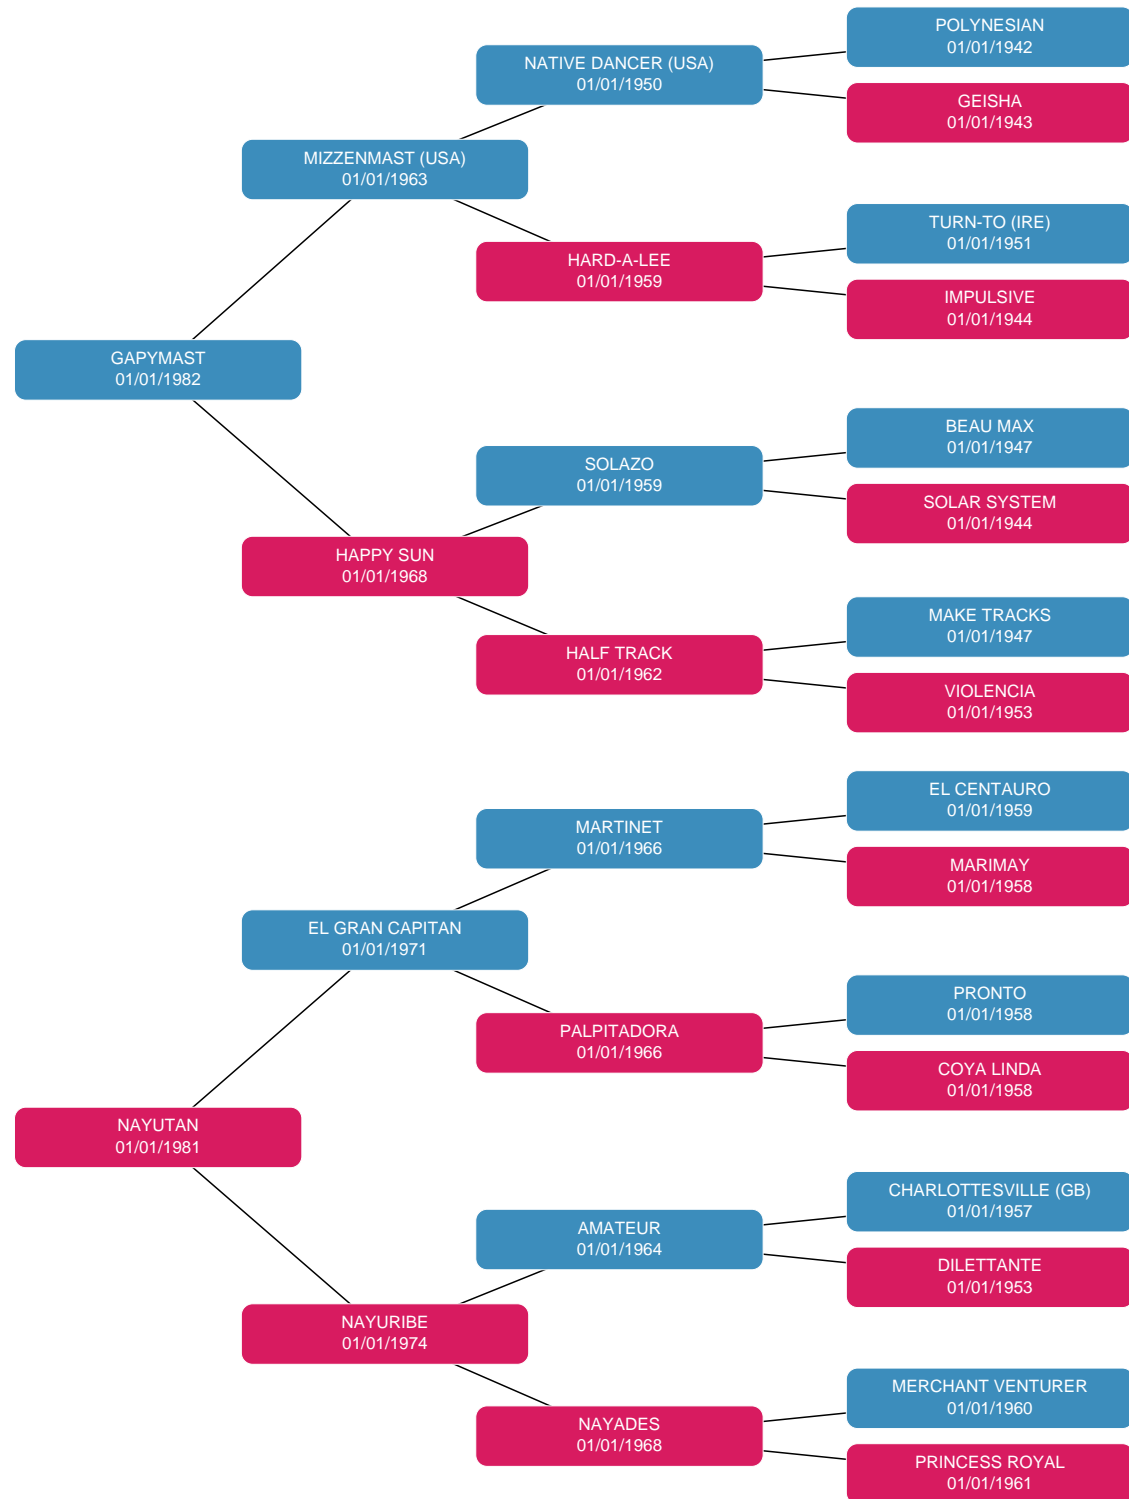 POLYNESIAN
01/01/1942
NATIVE DANCER (USA)
01/01/1950
GEISHA
01/01/1943
MIZZENMAST (USA)
01/01/1963
TURN-TO (IRE)
01/01/1951
HARD-A-LEE
01/01/1959
IMPULSIVE
01/01/1944
GAPYMAST
01/01/1982
BEAU MAX
01/01/1947
SOLAZO
01/01/1959
SOLAR SYSTEM
01/01/1944
HAPPY SUN
01/01/1968
MAKE TRACKS
01/01/1947
HALF TRACK
01/01/1962
VIOLENCIA
01/01/1953
EL CENTAURO
01/01/1959
MARTINET
01/01/1966
MARIMAY
01/01/1958
EL GRAN CAPITAN
01/01/1971
PRONTO
01/01/1958
PALPITADORA
01/01/1966
COYA LINDA
01/01/1958
NAYUTAN
01/01/1981
CHARLOTTESVILLE (GB)
01/01/1957
AMATEUR
01/01/1964
DILETTANTE
01/01/1953
NAYURIBE
01/01/1974
MERCHANT VENTURER
01/01/1960
NAYADES
01/01/1968
PRINCESS ROYAL
01/01/1961